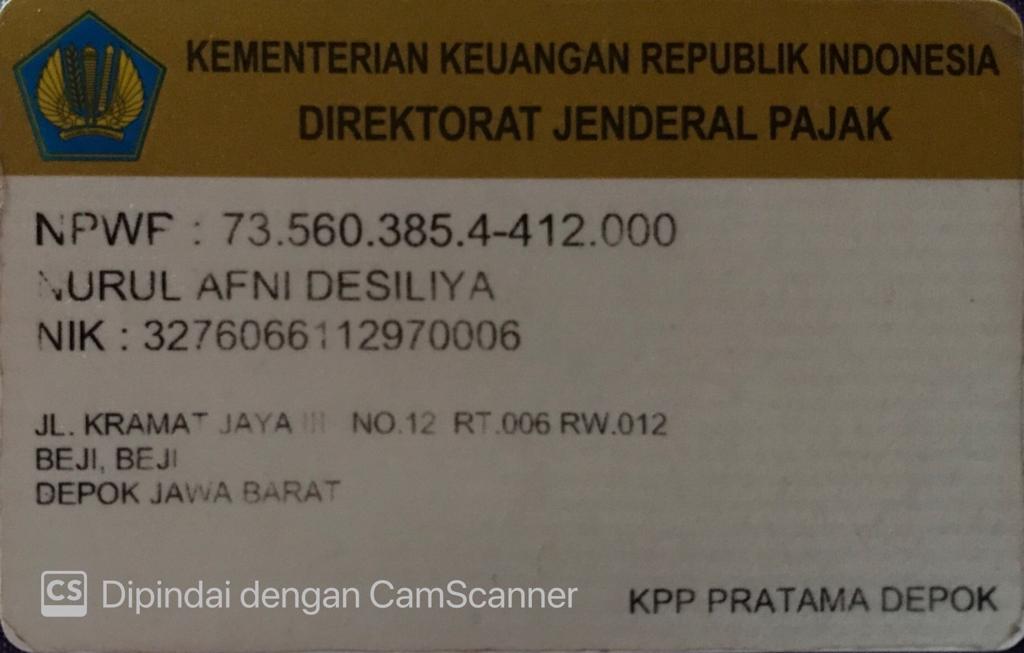 KEMENTERIAN KEUANGAN REPUBLIK INDONESIA
DIREKTORAT JENDERAL PAJAK
NPWP : 73.560.385.4-412.000
NURUL AFNI DESILIYA
NIK : 3276066112970006
JL. KRAMAT JAYA III NO.12 RT.006 RW.012
BEJI, BEJI
DEPOK JAWA BARAT
CS Dipindai dengan CamScanner
KPP PRATAMA DEPOK